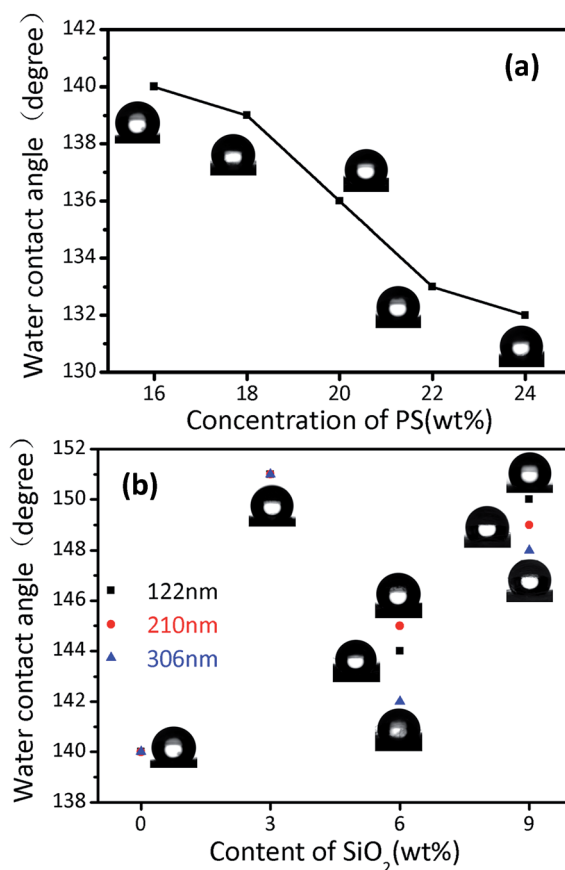 (a)
Water contact angle（degree）
142
140
138
136
134
132
130
16 18 20 22 24
Concentration of PS(wt%)
(b)
Water contact angle（degree）
152
150
148
146
144
142
140
138
122nm
210nm
306nm
0 3 6 9
Content of SiO₂(wt%)